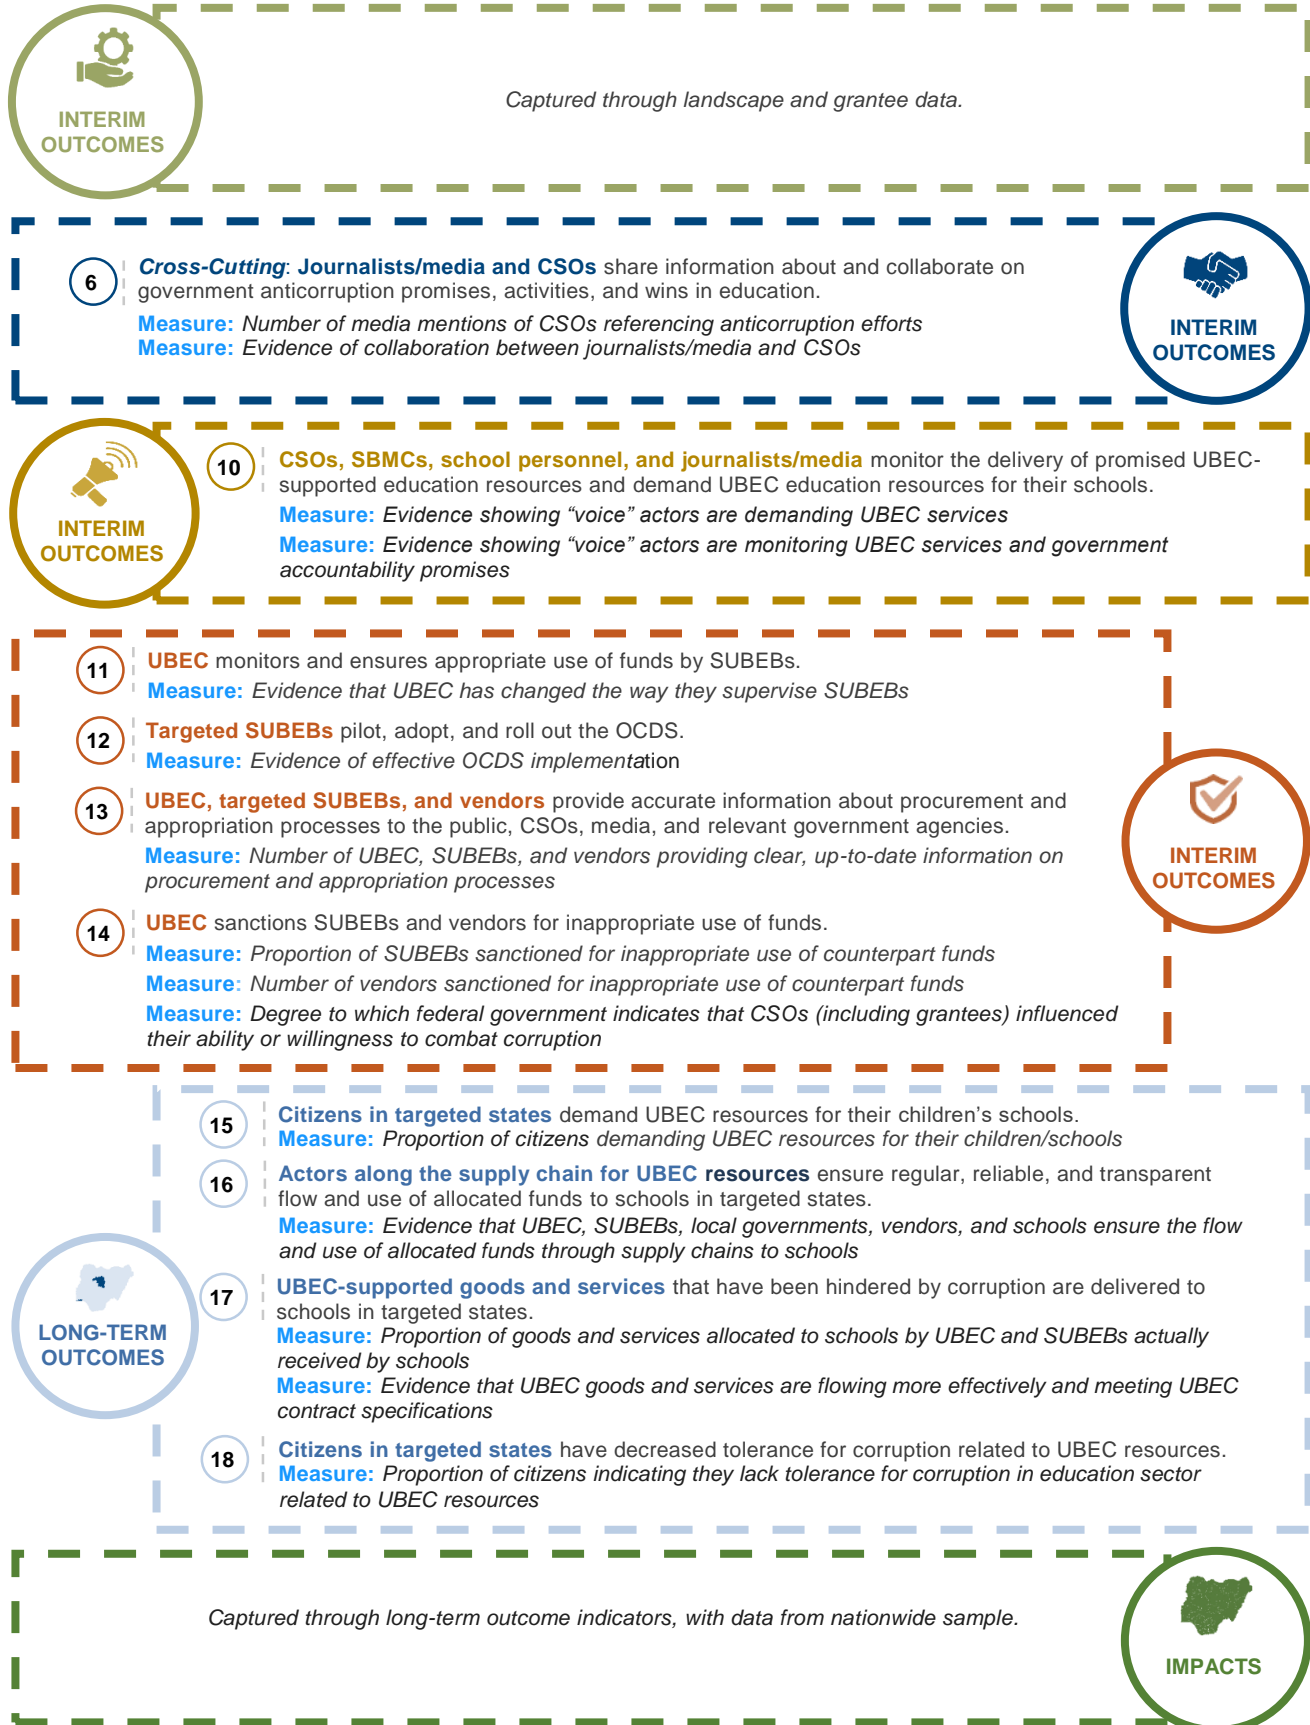 INTERIM
OUTCOMES
Captured through landscape and grantee data.
6
Cross-Cutting: Journalists/media and CSOs share information about and collaborate on
government anticorruption promises, activities, and wins in education.
Measure: Number of media mentions of CSOs referencing anticorruption efforts
Measure: Evidence of collaboration between journalists/media and CSOs
INTERIM
OUTCOMES
INTERIM
OUTCOMES
10
CSOs, SBMCs, school personnel, and journalists/media monitor the delivery of promised UBEC-
supported education resources and demand UBEC education resources for their schools.
Measure: Evidence showing “voice” actors are demanding UBEC services
Measure: Evidence showing “voice” actors are monitoring UBEC services and government
accountability promises
11
UBEC monitors and ensures appropriate use of funds by SUBEBs.
Measure: Evidence that UBEC has changed the way they supervise SUBEBs
12
Targeted SUBEBs pilot, adopt, and roll out the OCDS.
Measure: Evidence of effective OCDS implementation
13
UBEC, targeted SUBEBs, and vendors provide accurate information about procurement and
appropriation processes to the public, CSOs, media, and relevant government agencies.
Measure: Number of UBEC, SUBEBs, and vendors providing clear, up-to-date information on
procurement and appropriation processes
14
UBEC sanctions SUBEBs and vendors for inappropriate use of funds.
Measure: Proportion of SUBEBs sanctioned for inappropriate use of counterpart funds
Measure: Number of vendors sanctioned for inappropriate use of counterpart funds
Measure: Degree to which federal government indicates that CSOs (including grantees) influenced
their ability or willingness to combat corruption
INTERIM
OUTCOMES
LONG-TERM
OUTCOMES
15
Citizens in targeted states demand UBEC resources for their children’s schools.
Measure: Proportion of citizens demanding UBEC resources for their children/schools
16
Actors along the supply chain for UBEC resources ensure regular, reliable, and transparent
flow and use of allocated funds to schools in targeted states.
Measure: Evidence that UBEC, SUBEBs, local governments, vendors, and schools ensure the flow
and use of allocated funds through supply chains to schools
17
UBEC-supported goods and services that have been hindered by corruption are delivered to
schools in targeted states.
Measure: Proportion of goods and services allocated to schools by UBEC and SUBEBs actually
received by schools
Measure: Evidence that UBEC goods and services are flowing more effectively and meeting UBEC
contract specifications
18
Citizens in targeted states have decreased tolerance for corruption related to UBEC resources.
Measure: Proportion of citizens indicating they lack tolerance for corruption in education sector
related to UBEC resources
Captured through long-term outcome indicators, with data from nationwide sample.
IMPACTS